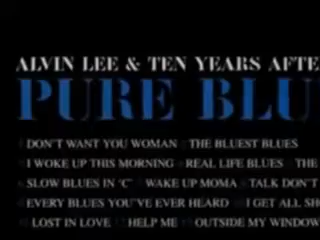 ALVIN LEE & TEN YEARS AFTE
PURE BLU
I DON'T WANT YOU WOMAN THE BLUEST BLUES
I WOKE UP THIS MORNING REAL LIFE BLUES THE
SLOW BLUES IN 'C' WAKE UP MOMA TALK DON'T
EVERY BLUES YOU'VE EVER HEARD I GET ALL SH
LOST IN LOVE HELP ME OUTSIDE MY WINDOW